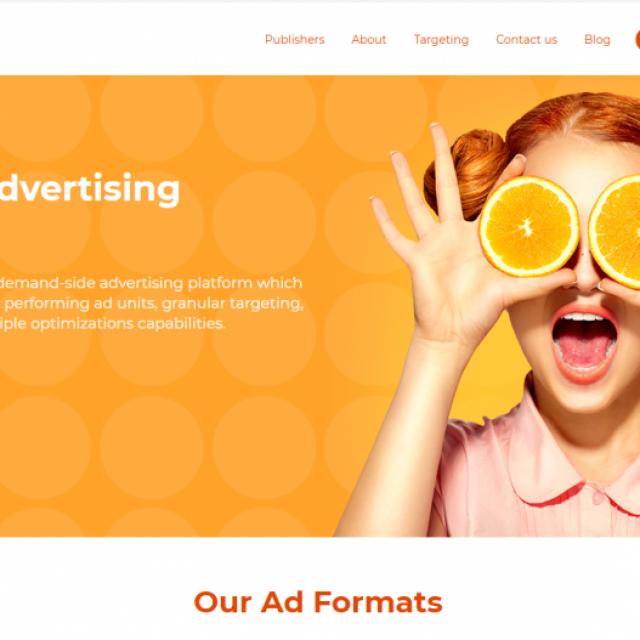 Publishers About Targeting Contact us Blog
dvertising
demand-side advertising platform which
performing ad units, granular targeting,
iple optimizations capabilities.
Our Ad Formats